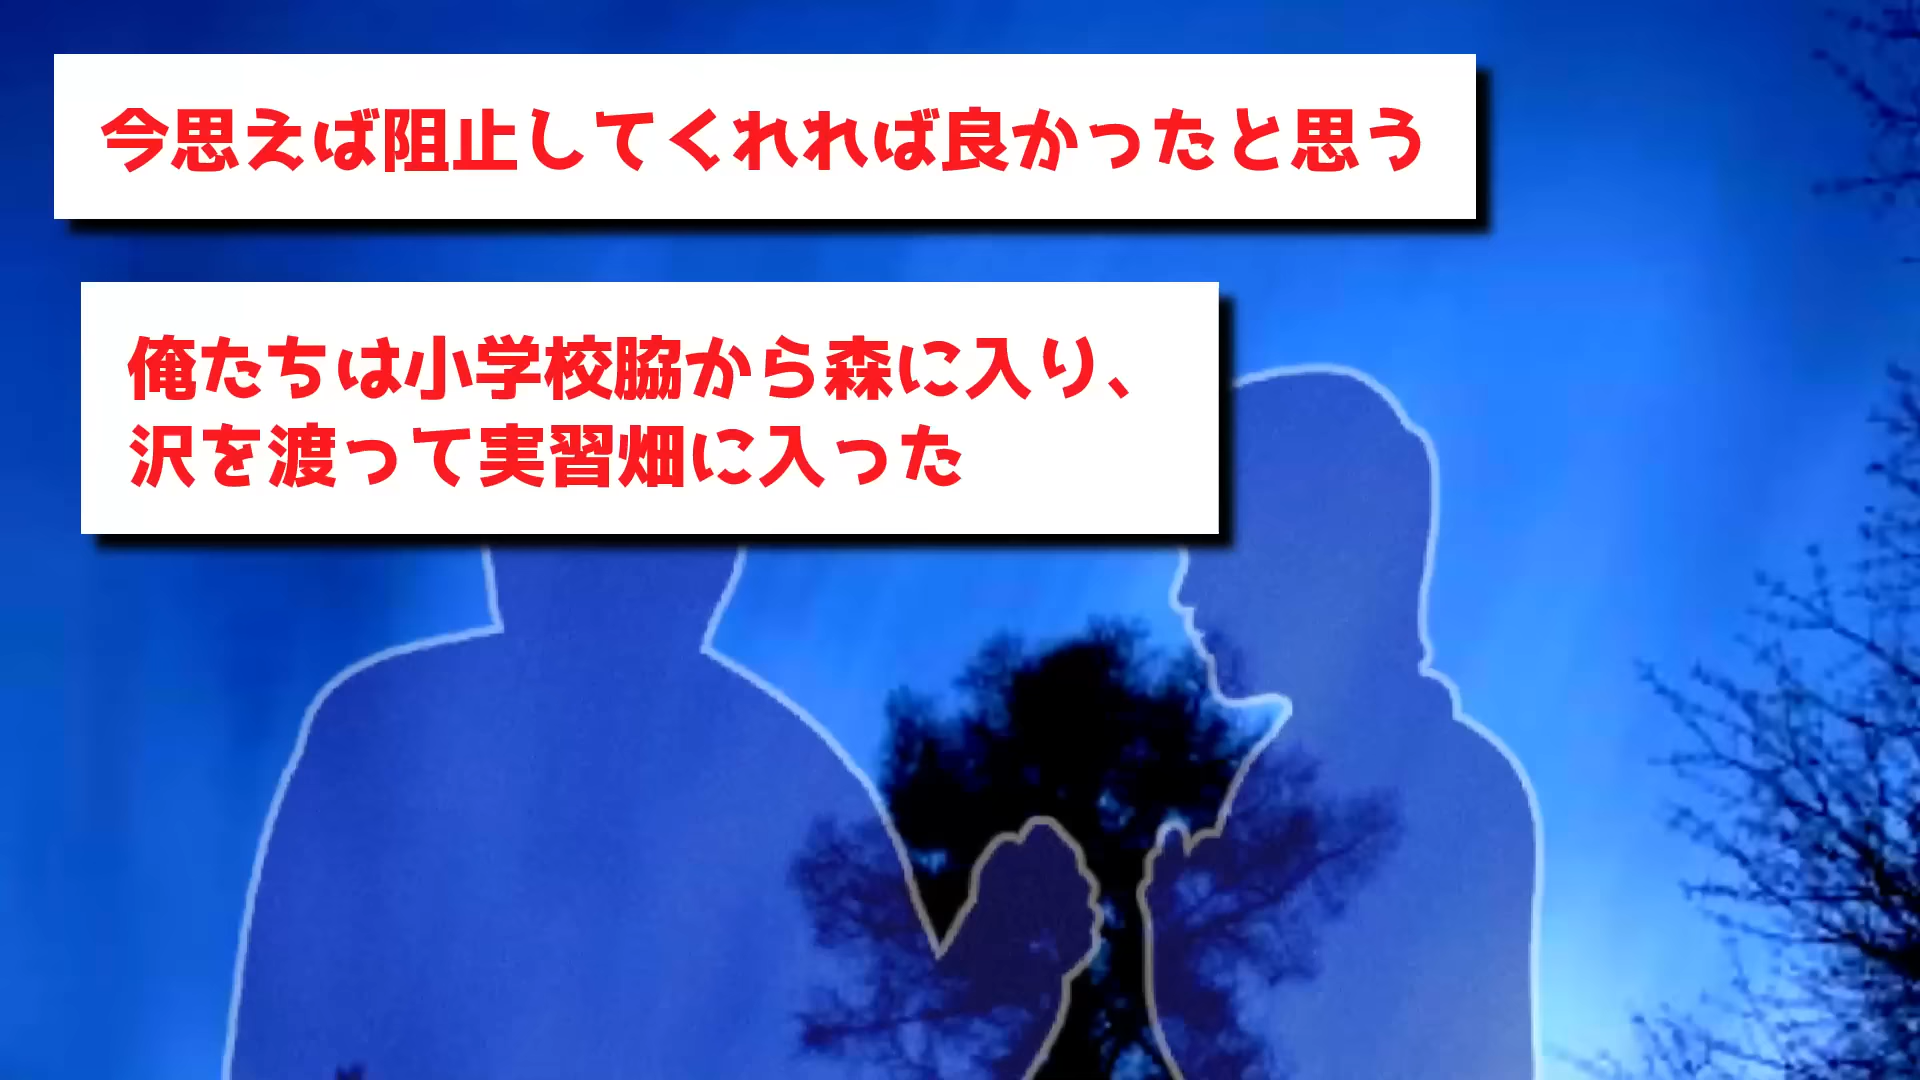 今思えば阻止してくれれば良かったと思う
俺たちは小学校脇から森に入り、
沢を渡って実習畑に入った